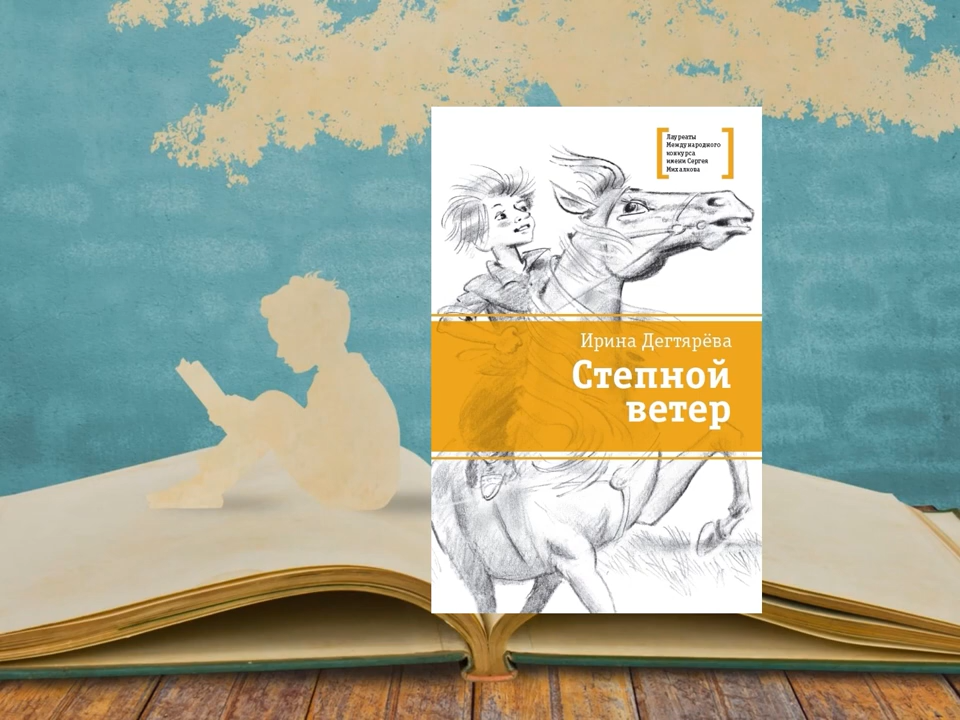 Лауреаты
Международного
конкурса
имени Сергея
Михалкова
Ирина Дегтярёва
Степной
ветер